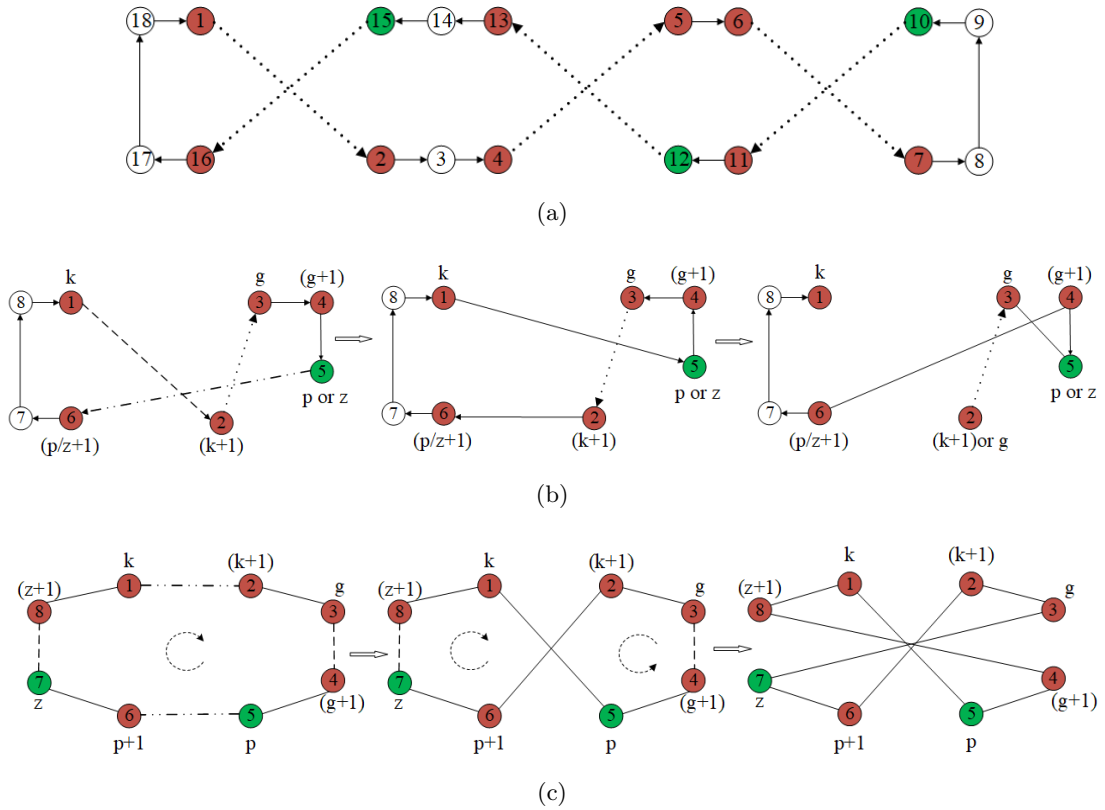 18 1 15 14 13 5 6 10 9
17 16 2 3 4 12 11 7 8
(a)
k g (g+1) k g (g+1) k g (g+1)
8 1 3 4 8 1 3 4 8 1 3 4
5 5 5
p or z p or z p or z
7 6 2 7 6 2 7 6 2
(p/z+1) (k+1) (p/z+1) (k+1) (p/z+1) (k+1)or g
(b)
k (k+1) k (k+1) k (k+1)
(z+1) 1 2 g (z+1) 1 2 g (z+1) 1 2 g
8 3 8 3 8 3
7 4 7 4 7 4
z 6 5 (g+1) z 6 5 (g+1) z 6 5 (g+1)
p+1 p p+1 p p+1 p
(c)